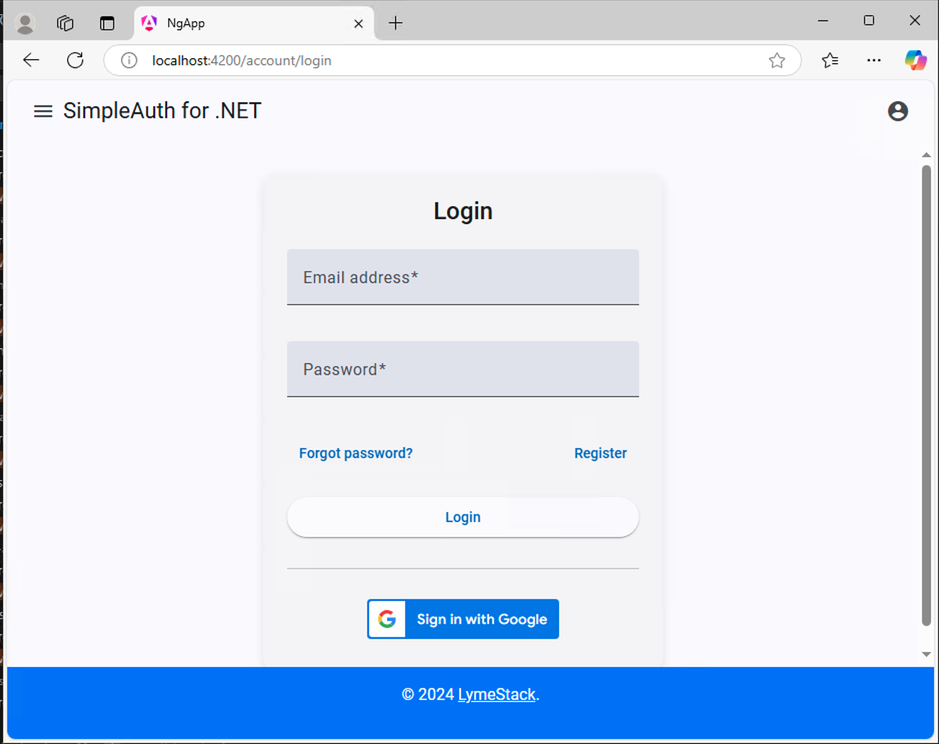 NgApp
localhost:4200/account/login
SimpleAuth for .NET
Login
Email address*
Password*
Forgot password? Register
Login
Sign in with Google
© 2024 LymeStack.